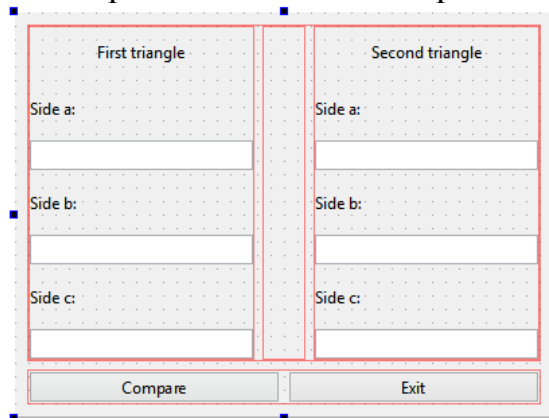 First triangle Second triangle
Side a: Side a:
Side b: Side b:
Side c: Side c:
Compare Exit